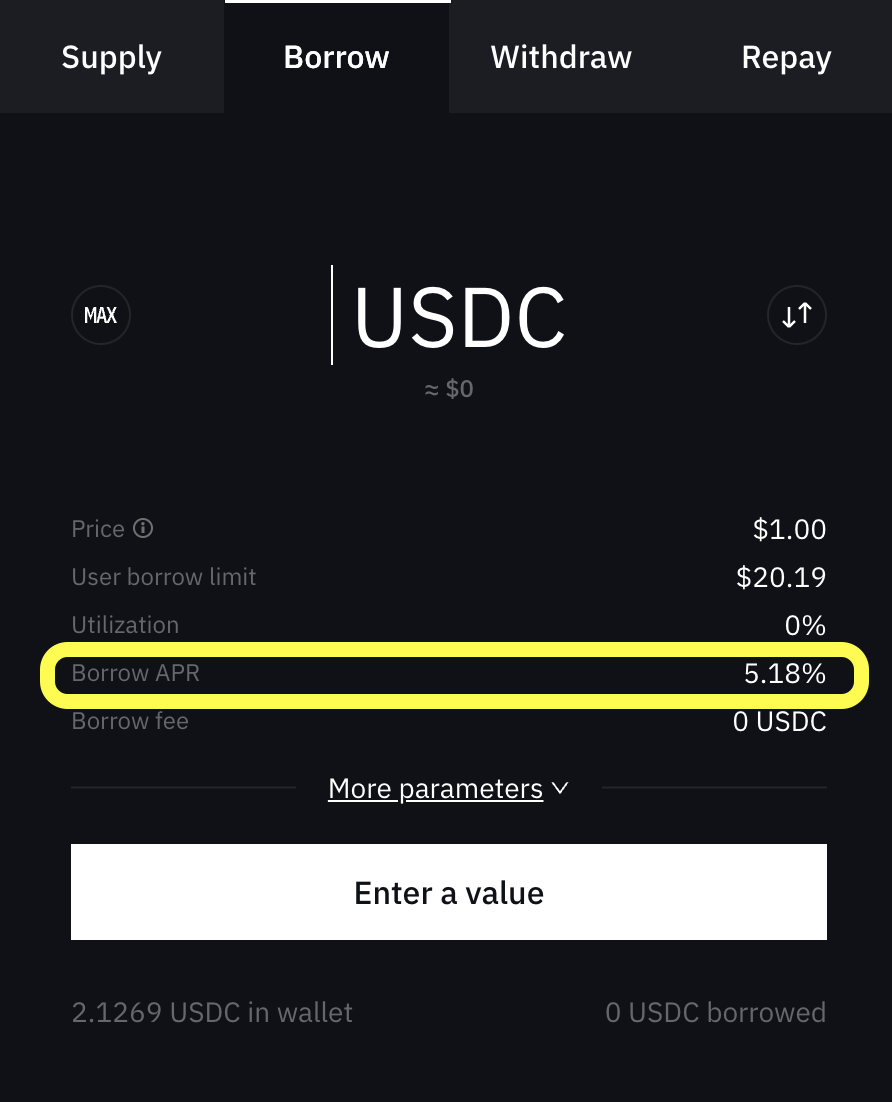 Supply Borrow Withdraw Repay
MAX USDC
≈ $0
Price $1.00
User borrow limit $20.19
Utilization 0%
Borrow APR 5.18%
Borrow fee 0 USDC
More parameters
Enter a value
2.1269 USDC in wallet 0 USDC borrowed